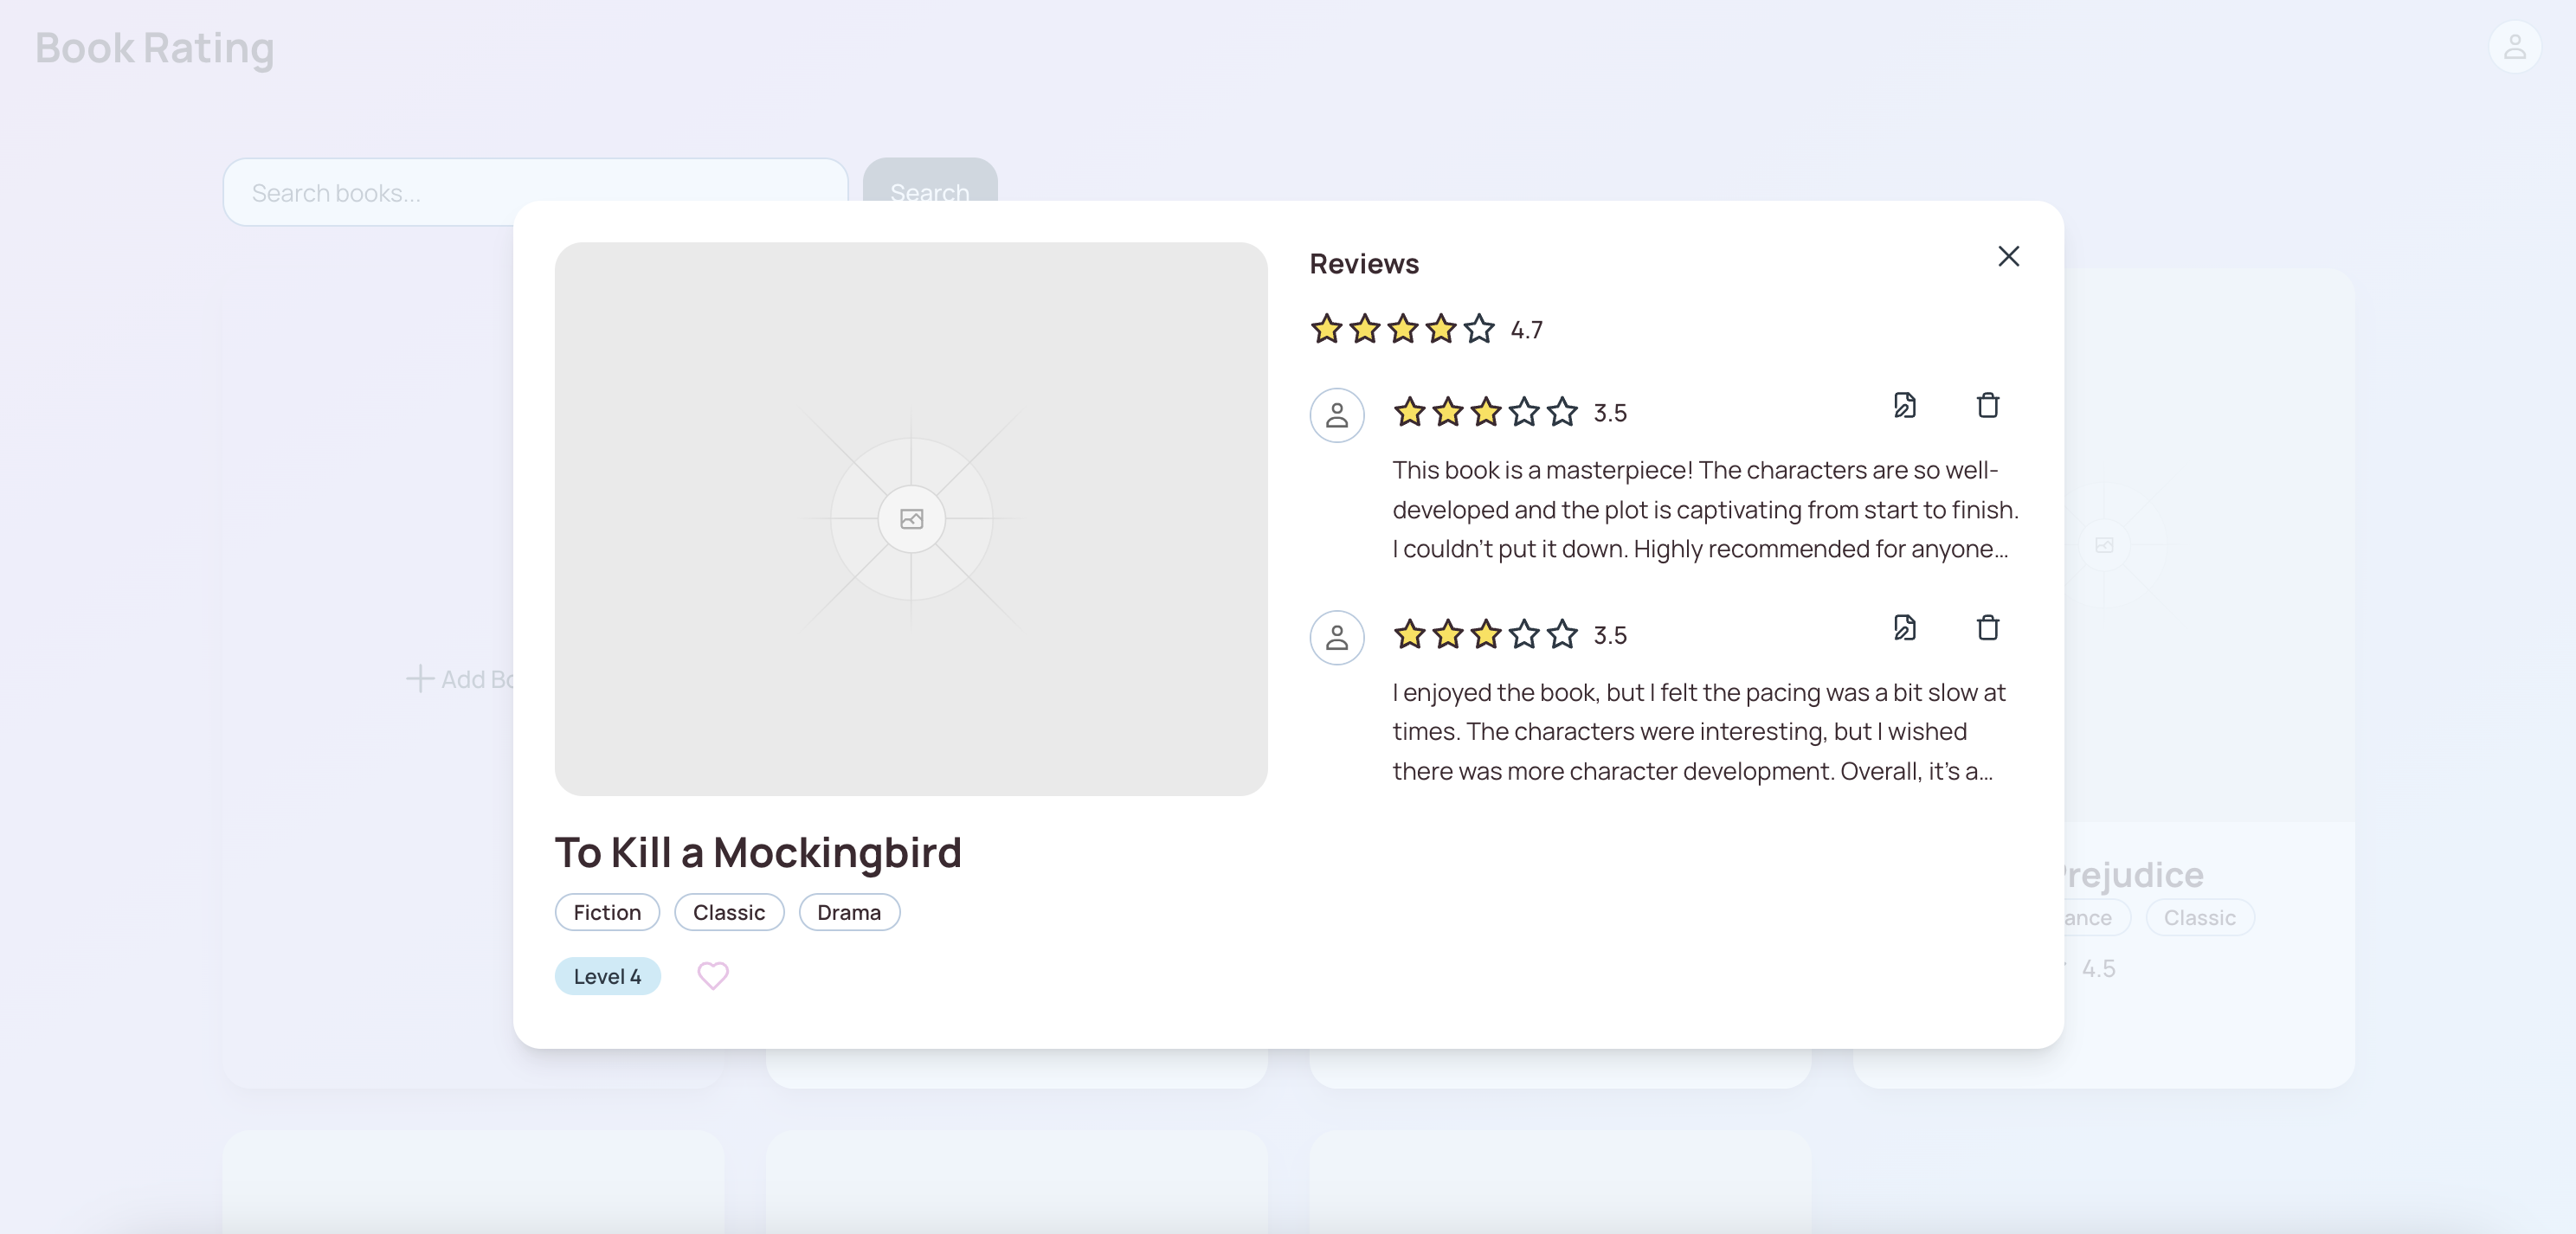 Book Rating
Search books...
Search
Reviews
4.7
3.5
This book is a masterpiece! The characters are so well-
developed and the plot is captivating from start to finish.
I couldn't put it down. Highly recommended for anyone...
3.5
I enjoyed the book, but I felt the pacing was a bit slow at
times. The characters were interesting, but I wished
there was more character development. Overall, it's a...
Add Bo
To Kill a Mockingbird
Fiction Classic Drama
Level 4
Prejudice
ance Classic
4.5